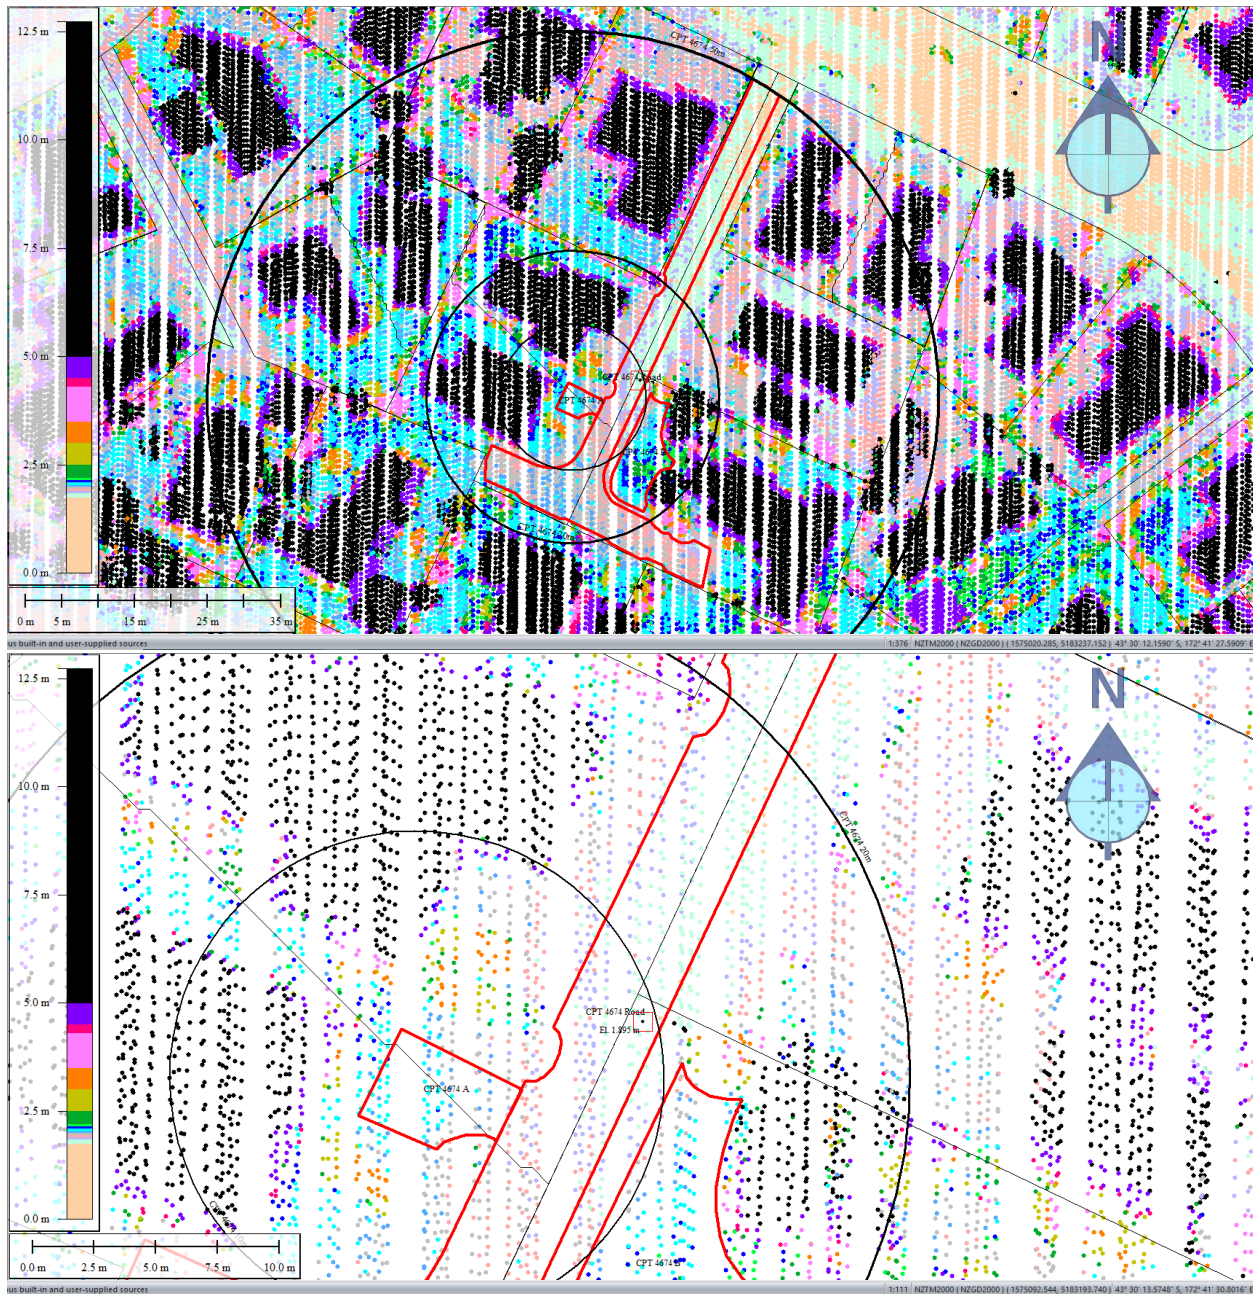 12.5 m
10.0 m
7.5 m
5.0 m
2.5 m
0.0 m
0 m 5 m 15 m 25 m 35 m
CPT 4674 50m
N
CPT 4674 Road
CPT 4674
us built-in and user-supplied sources
1:376 NZTM2000 ( NZGD2000 ) ( 1575020.285, 5183237.152 ) 43° 30' 12.1590" S, 172° 41' 27.5909" E
12.5 m
10.0 m
7.5 m
5.0 m
2.5 m
0.0 m
0.0 m 2.5 m 5.0 m 7.5 m 10.0 m
N
CPT 4674 20m
CPT 4674 Road
El. 1.895 m
CPT 4674 A
CPT 4674 B
us built-in and user-supplied sources
1:111 NZTM2000 ( NZGD2000 ) ( 1575092.544, 5183193.740 ) 43° 30' 13.5748" S, 172° 41' 30.8016" E